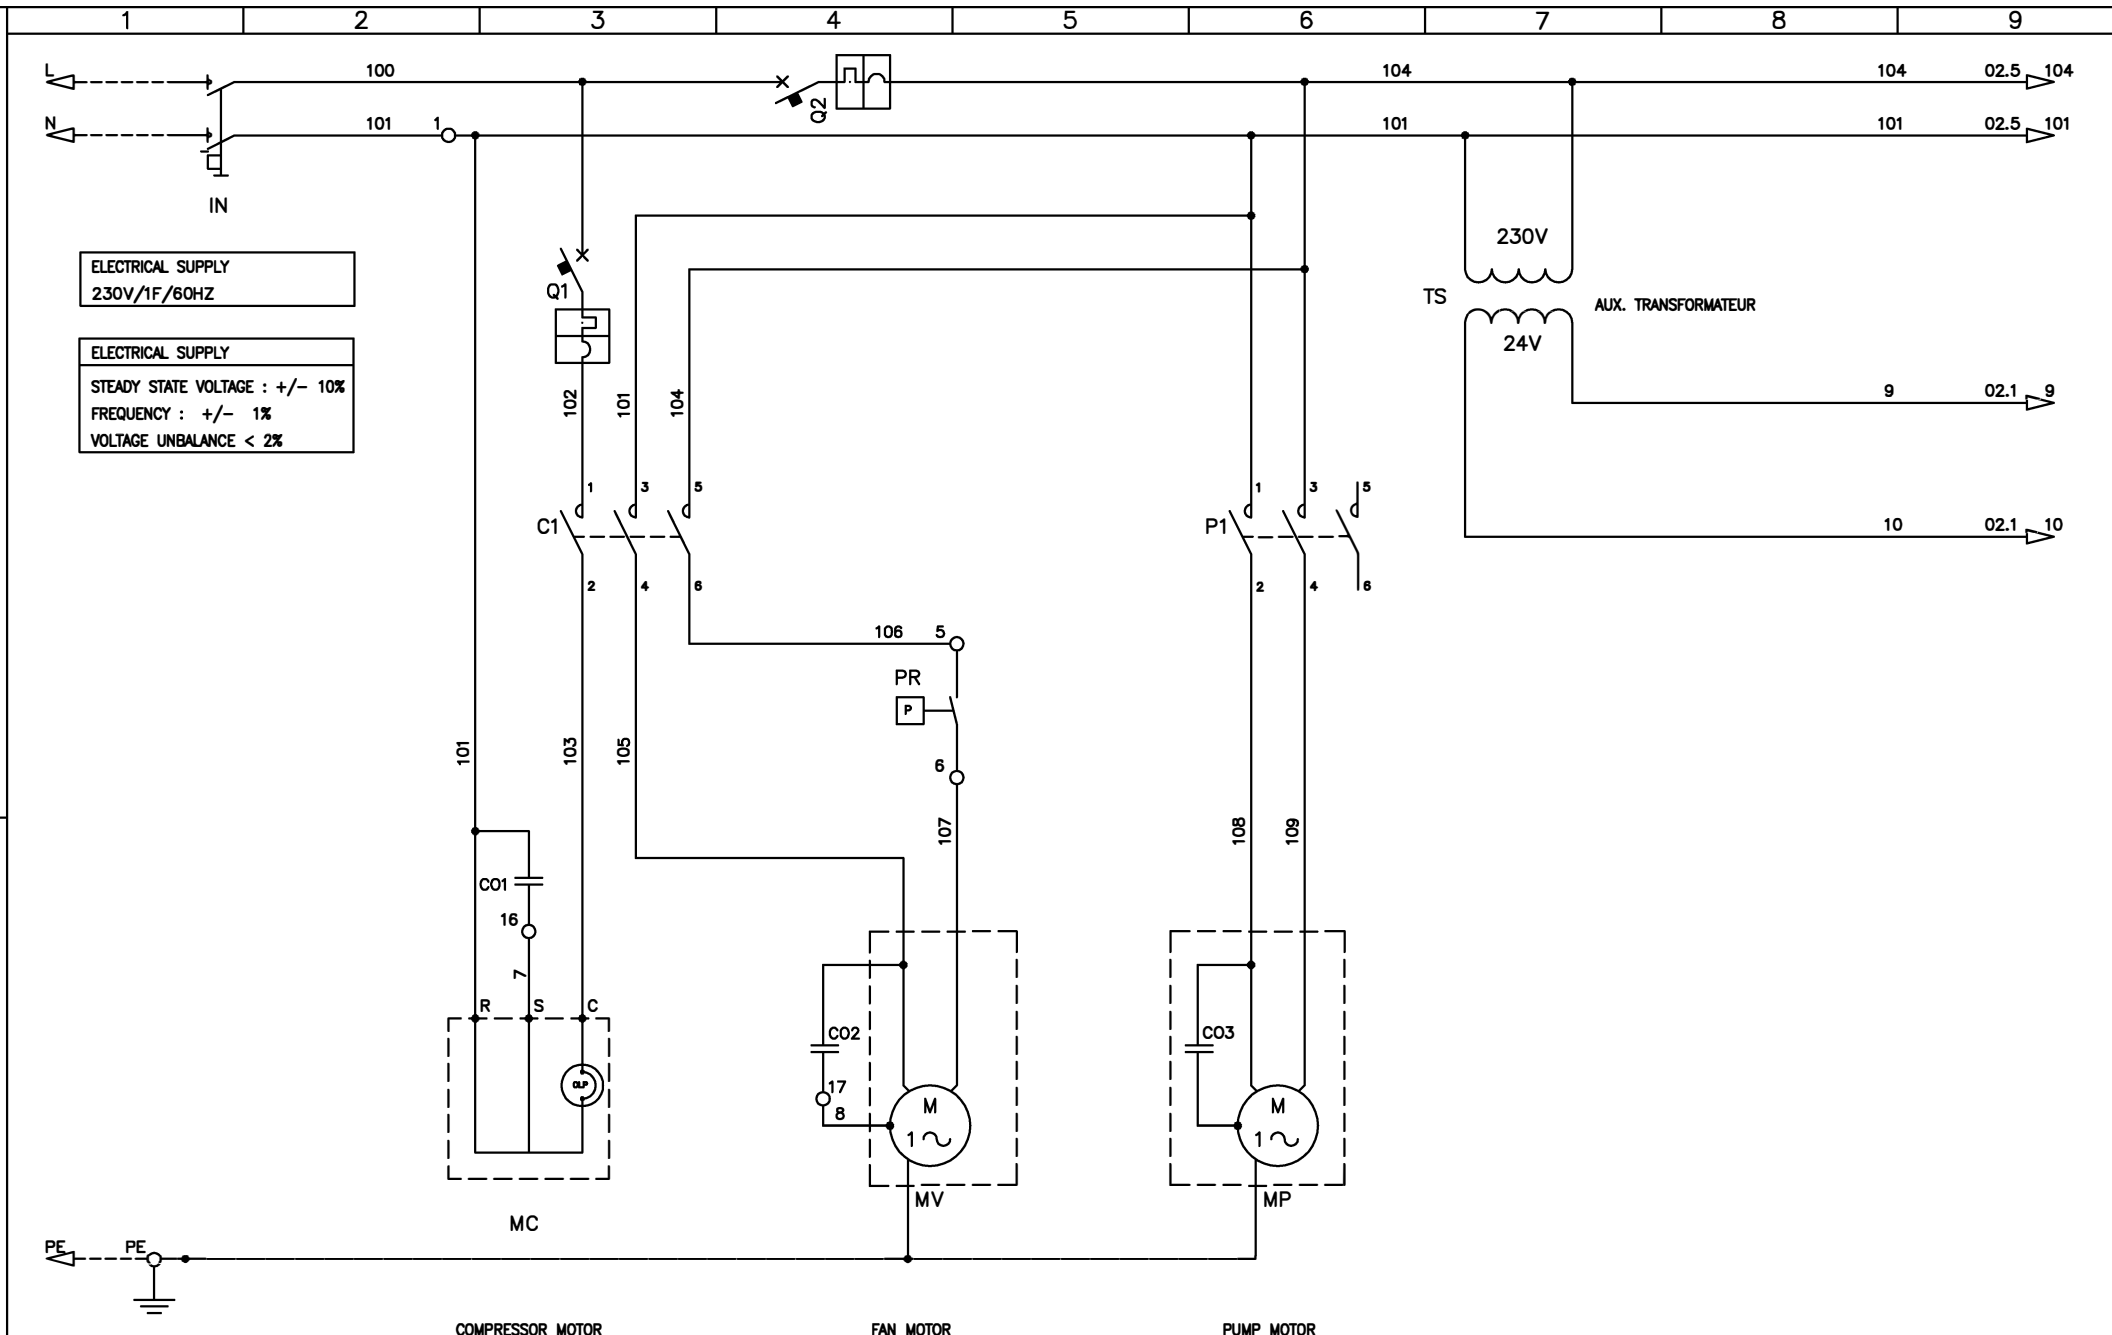 1 2 3 4 5 6 7 8 9
L 100 104 104 02.5 104
N 101 1 101 101 02.5 101
Q2
IN
ELECTRICAL SUPPLY
230V/1F/60HZ
ELECTRICAL SUPPLY
STEADY STATE VOLTAGE : +/- 10%
FREQUENCY : +/- 1%
VOLTAGE UNBALANCE < 2%
Q1
230V
TS
AUX. TRANSFORMATEUR
24V
102 101 104
9 02.1 9
1 3 5
C1
2 4 6
1 3 5
P1
2 4 6
10 02.1 10
106 5
PR
P
6
101 103 105
107
108 109
CO1
16
7
R S C
OLP
MC
CO2
17
8
M
1
MV
CO3
M
1
MP
PE PE
COMPRESSOR MOTOR FAN MOTOR PUMP MOTOR